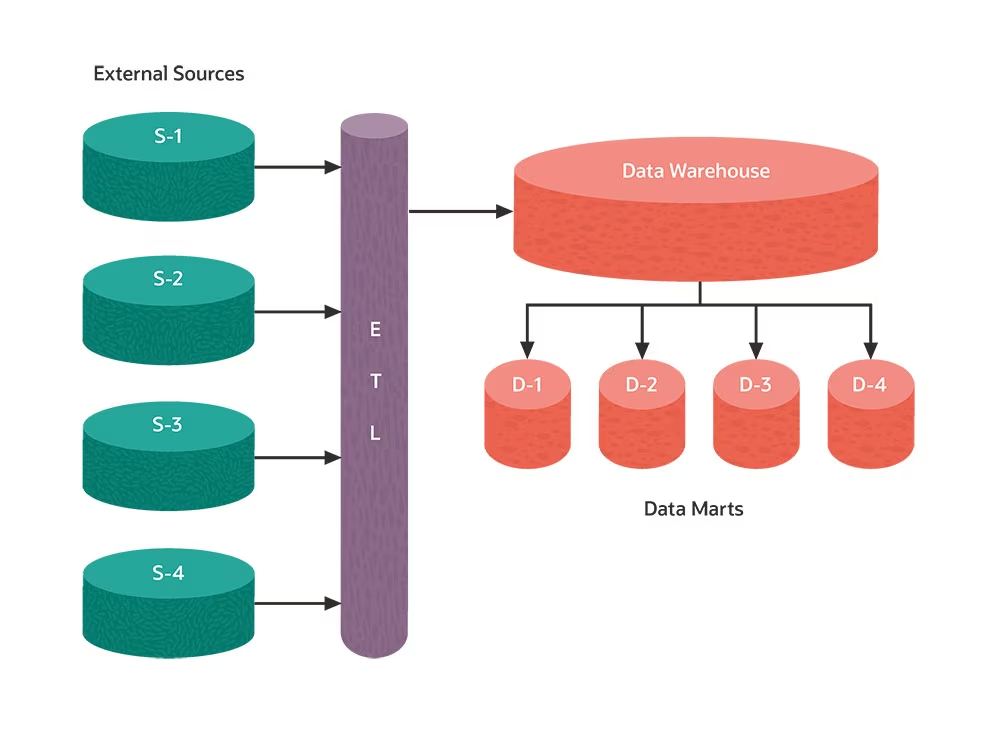 External Sources
S-1
S-2
S-3
S-4
E
T
L
Data Warehouse
D-1
D-2
D-3
D-4
Data Marts